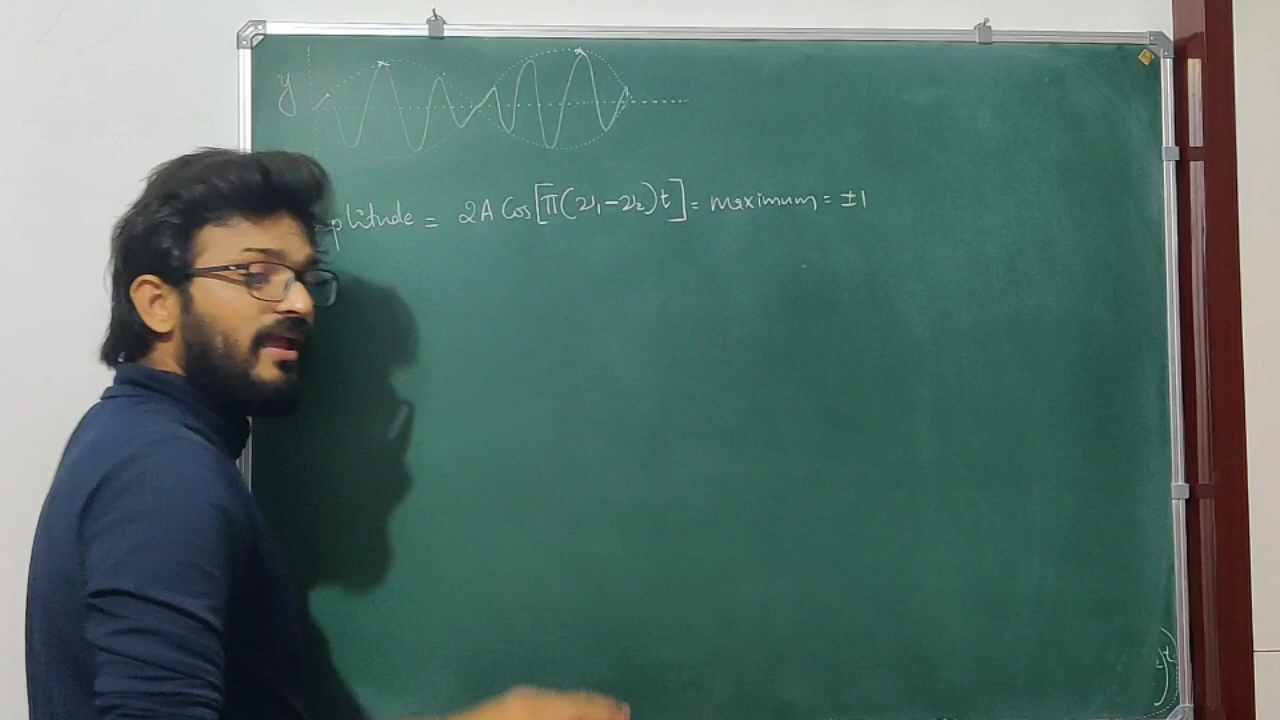 y
plitude = 2A Cos[π(ν₁-ν₂)t] = maximum = ±1